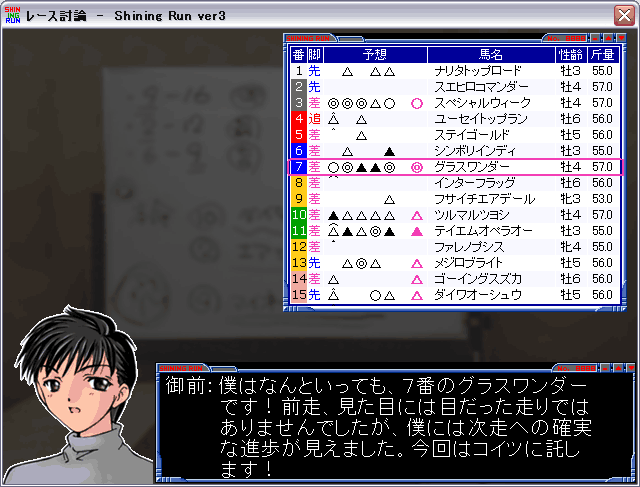 SHIN ING RUN レース討論 － Shining Run ver3
番 脚 予想 馬名 性齢 斤量
1 先 △ △△ ナリタトップロード 牡3 55.0
2 先 スエヒロコマンダー 牡4 57.0
3 差 ◎◎◎△○ ○ スペシャルウィーク 牡4 57.0
4 追 △ △ ユーセイトップラン 牡6 56.0
5 差 △ ステイゴールド 牡5 56.0
6 差 △ ▲ シンボリインディ 牡3 55.0
7 差 ○◎▲▲◎ ◎ グラスワンダー 牡4 57.0
8 差 インターフラッグ 牡6 56.0
9 差 △ フサイチエアデール 牝3 53.0
10 差 ▲△△△△ △ ツルマルツヨシ 牡4 57.0
11 差 △▲△◎▲ ▲ テイエムオペラオー 牡3 55.0
12 差 ファレノプシス 牝4 55.0
13 先 △◎△ △ メジロブライト 牡5 56.0
14 差 △ △ ゴーイングスズカ 牡6 56.0
15 先 △ ○△ △ ダイワオーシュウ 牡5 56.0
御前：僕はなんといっても、7番のグラスワンダー
です！前走、見た目には目だった走りでは
ありませんでしたが、僕には次走への確実
な進歩が見えました。今回はコイツに託し
ます！